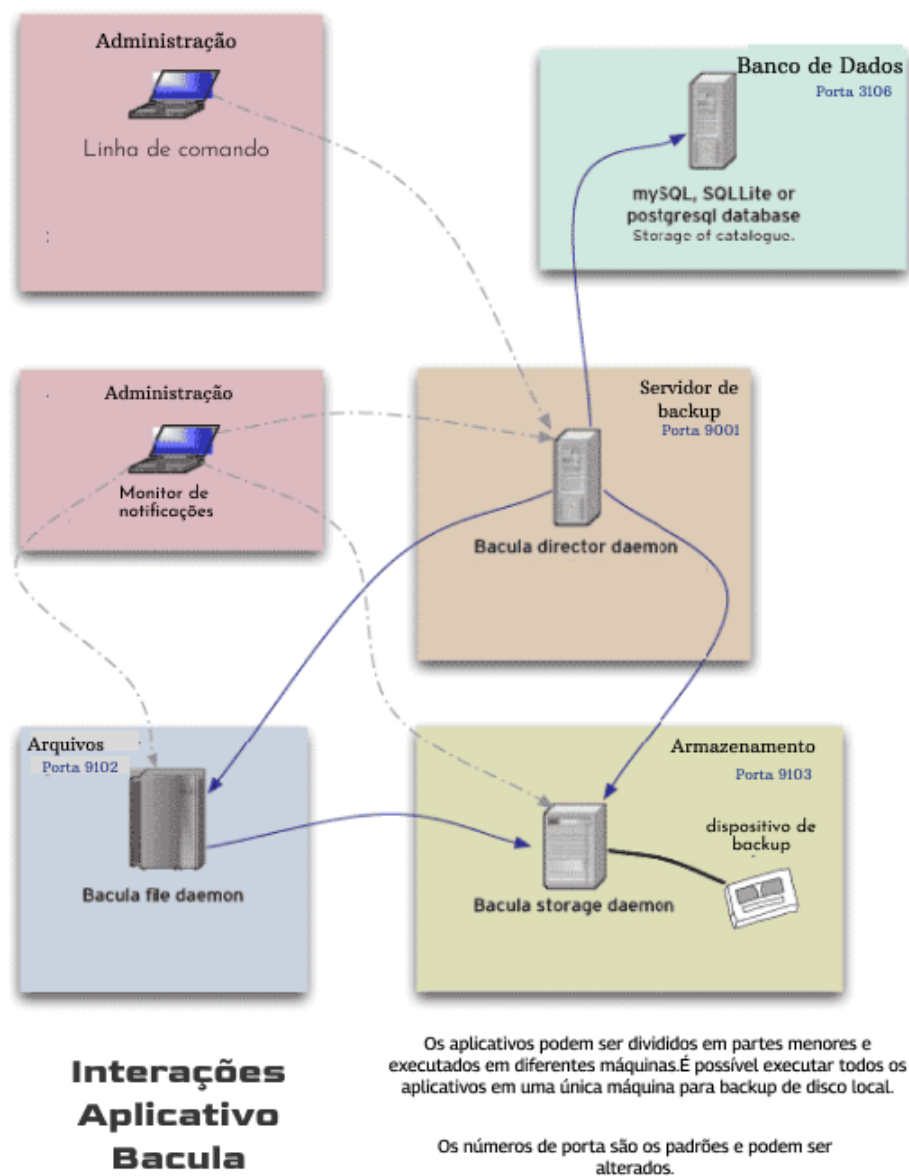 Administração
Linha de comando
:
Banco de Dados
Porta 3106
mySQL, SQLLite or
postgresql database
Storage of catalogue.
Administração
Monitor de
notificações
Servidor de
backup
Porta 9001
Bacula director daemon
Arquivos
Porta 9102
Bacula file daemon
Armazenamento
Porta 9103
dispositivo de
backup
Bacula storage daemon
Interações
Aplicativo
Bacula
Os aplicativos podem ser divididos em partes menores e
executados em diferentes máquinas.É possível executar todos os
aplicativos em uma única máquina para backup de disco local.
Os números de porta são os padrões e podem ser
alterados.